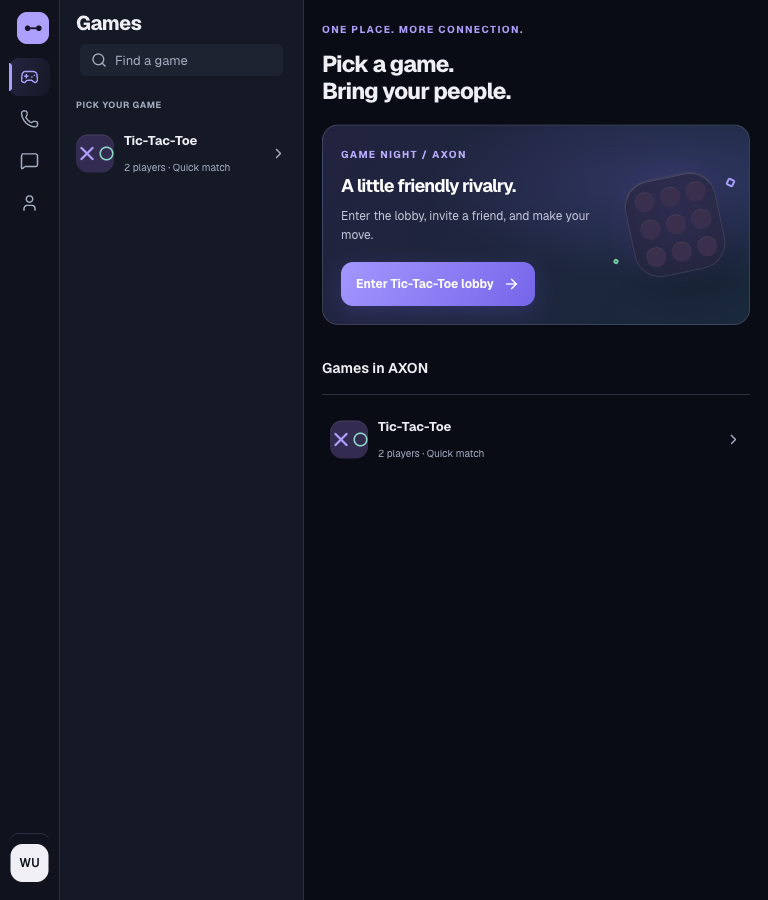 Games
Find a game
PICK YOUR GAME
Tic-Tac-Toe
2 players · Quick match
WU
ONE PLACE. MORE CONNECTION.
Pick a game.
Bring your people.
GAME NIGHT / AXON
A little friendly rivalry.
Enter the lobby, invite a friend, and make your
move.
Enter Tic-Tac-Toe lobby
Games in AXON
Tic-Tac-Toe
2 players · Quick match